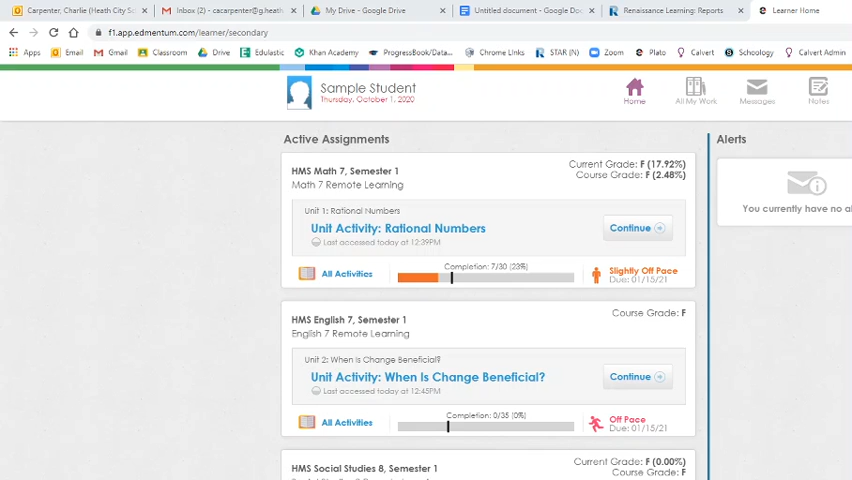 Carpenter, Charlie (Heath City Sc
Inbox (2) - cacarpenter@g.heath
My Drive - Google Drive
Untitled document - Google Doc
Renaissance Learning: Reports
Learner Home
f1.app.edmentum.com/learner/secondary
Apps
Email
Gmail
Classroom
Drive
Edulastic
Khan Academy
ProgressBook/Data...
Chrome Links
STAR (N)
Zoom
Plato
Calvert
Schoology
Calvert Admin
Sample Student
Thursday, October 1, 2020
Home
All My Work
Messages
Notes
Active Assignments
Alerts
HMS Math 7, Semester 1
Current Grade: F (17.92%)
Math 7 Remote Learning
Course Grade: F (2.48%)
You currently have no al
Unit 1: Rational Numbers
Unit Activity: Rational Numbers
Continue
Last accessed today at 12:39PM
All Activities
Completion: 7/30 (23%)
Slightly Off Pace
Due: 01/15/21
HMS English 7, Semester 1
Course Grade: F
English 7 Remote Learning
Unit 2: When Is Change Beneficial?
Unit Activity: When Is Change Beneficial?
Continue
Last accessed today at 12:45PM
All Activities
Completion: 0/35 (0%)
Off Pace
Due: 01/15/21
HMS Social Studies 8, Semester 1
Current Grade: F (0.00%)
Course Grade: F